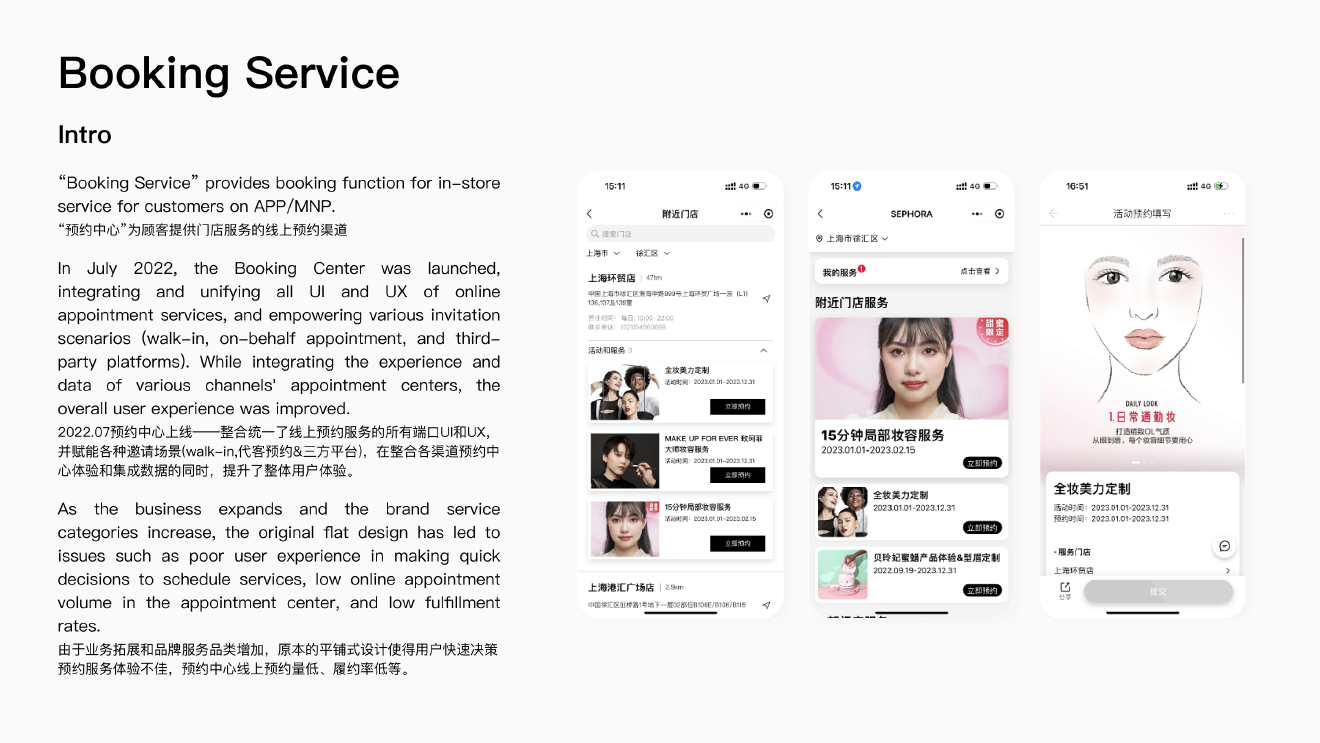 Booking Service
Intro
“Booking Service” provides booking function for in-store
service for customers on APP/MNP.
“预约中心”为顾客提供门店服务的线上预约渠道
In July 2022, the Booking Center was launched,
integrating and unifying all UI and UX of online
appointment services, and empowering various invitation
scenarios (walk-in, on-behalf appointment, and third-
party platforms). While integrating the experience and
data of various channels' appointment centers, the
overall user experience was improved.
2022.07预约中心上线——整合统一了线上预约服务的所有端口UI和UX，
并赋能各种邀请场景(walk-in,代客预约&三方平台)，在整合各渠道预约中
心体验和集成数据的同时，提升了整体用户体验。
As the business expands and the brand service
categories increase, the original flat design has led to
issues such as poor user experience in making quick
decisions to schedule services, low online appointment
volume in the appointment center, and low fulfillment
rates.
由于业务拓展和品牌服务品类增加，原本的平铺式设计使得用户快速决策
预约服务体验不佳，预约中心线上预约量低、履约率低等。
15:11
4G
附近门店
搜索门店
上海市 徐汇区
上海环贸店 | 471m
中国上海市徐汇区淮海中路999号上海环贸广场一层 (L1)
136,137及138室
营业时间： 每日: 10:00-22:00
活动和服务 3
全妆美力定制
活动时间：2023.01.01-2023.12.31
立即预约
MAKE UP FOR EVER 玫珂菲
大师妆容服务
活动时间：2023.01.01-2023.12.31
立即预约
15分钟局部妆容服务
活动时间：2023.01.01-2023.02.15
立即预约
上海港汇广场店 | 2.9km
中国徐汇区虹桥路1号地下一层02部位B106E/B106/B115
15:11
4G
SEPHORA
上海市徐汇区
我的服务 1
点击查看
附近门店服务
甜蜜
限定
15分钟局部妆容服务
2023.01.01-2023.02.15
立即预约
全妆美力定制
2023.01.01-2023.12.31
立即预约
贝玲妃蜜蜡产品体验&型眉定制
2022.09.19-2023.12.31
立即预约
16:51
4G
活动预约填写
DAILY LOOK
1.日常通勤妆
打造精致OL气质
从眼到唇，每个妆容细节要用心
全妆美力定制
活动时间：2023.01.01-2023.12.31
预约时间：2023.01.01-2023.12.31
*服务门店
上海环贸店
分享
提交